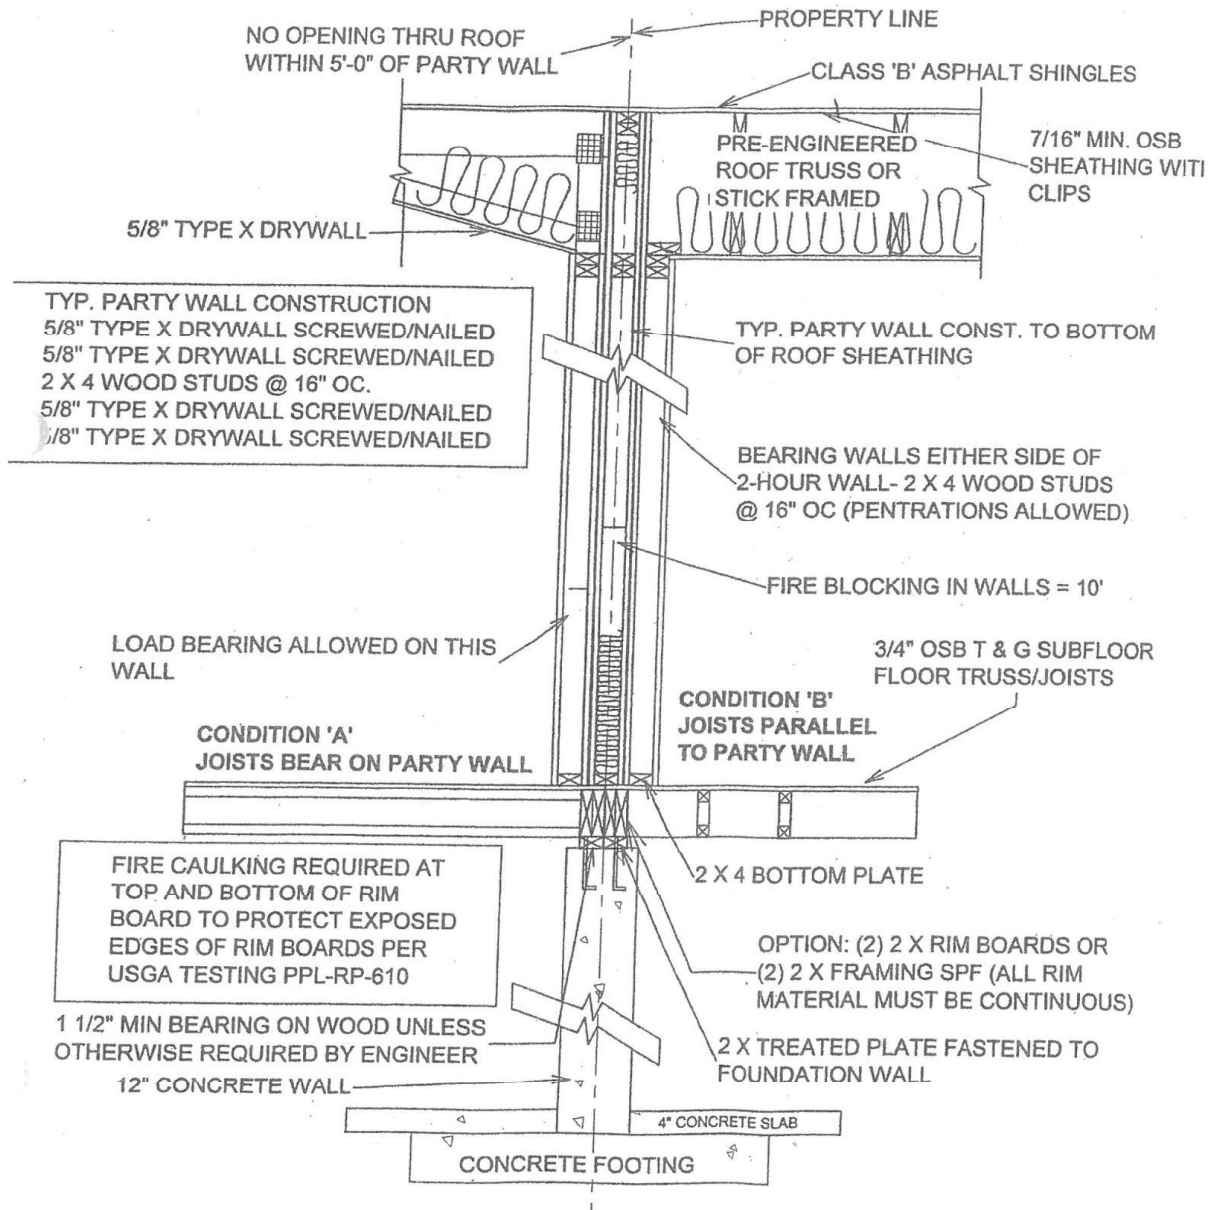 PROPERTY LINE
NO OPENING THRU ROOF
WITHIN 5'-0" OF PARTY WALL
CLASS 'B' ASPHALT SHINGLES
7/16" MIN. OSB
SHEATHING WITI
CLIPS
PRE-ENGINEERED
ROOF TRUSS OR
STICK FRAMED
5/8" TYPE X DRYWALL
TYP. PARTY WALL CONSTRUCTION
5/8" TYPE X DRYWALL SCREWED/NAILED
5/8" TYPE X DRYWALL SCREWED/NAILED
2 X 4 WOOD STUDS @ 16" OC.
5/8" TYPE X DRYWALL SCREWED/NAILED
5/8" TYPE X DRYWALL SCREWED/NAILED
TYP. PARTY WALL CONST. TO BOTTOM
OF ROOF SHEATHING
BEARING WALLS EITHER SIDE OF
2-HOUR WALL- 2 X 4 WOOD STUDS
@ 16" OC (PENTRATIONS ALLOWED)
FIRE BLOCKING IN WALLS = 10'
LOAD BEARING ALLOWED ON THIS
WALL
3/4" OSB T & G SUBFLOOR
FLOOR TRUSS/JOISTS
CONDITION 'A'
JOISTS BEAR ON PARTY WALL
CONDITION 'B'
JOISTS PARALLEL
TO PARTY WALL
FIRE CAULKING REQUIRED AT
TOP AND BOTTOM OF RIM
BOARD TO PROTECT EXPOSED
EDGES OF RIM BOARDS PER
USGA TESTING PPL-RP-610
2 X 4 BOTTOM PLATE
OPTION: (2) 2 X RIM BOARDS OR
(2) 2 X FRAMING SPF (ALL RIM
MATERIAL MUST BE CONTINUOUS)
1 1/2" MIN BEARING ON WOOD UNLESS
OTHERWISE REQUIRED BY ENGINEER
2 X TREATED PLATE FASTENED TO
FOUNDATION WALL
12" CONCRETE WALL
4" CONCRETE SLAB
CONCRETE FOOTING